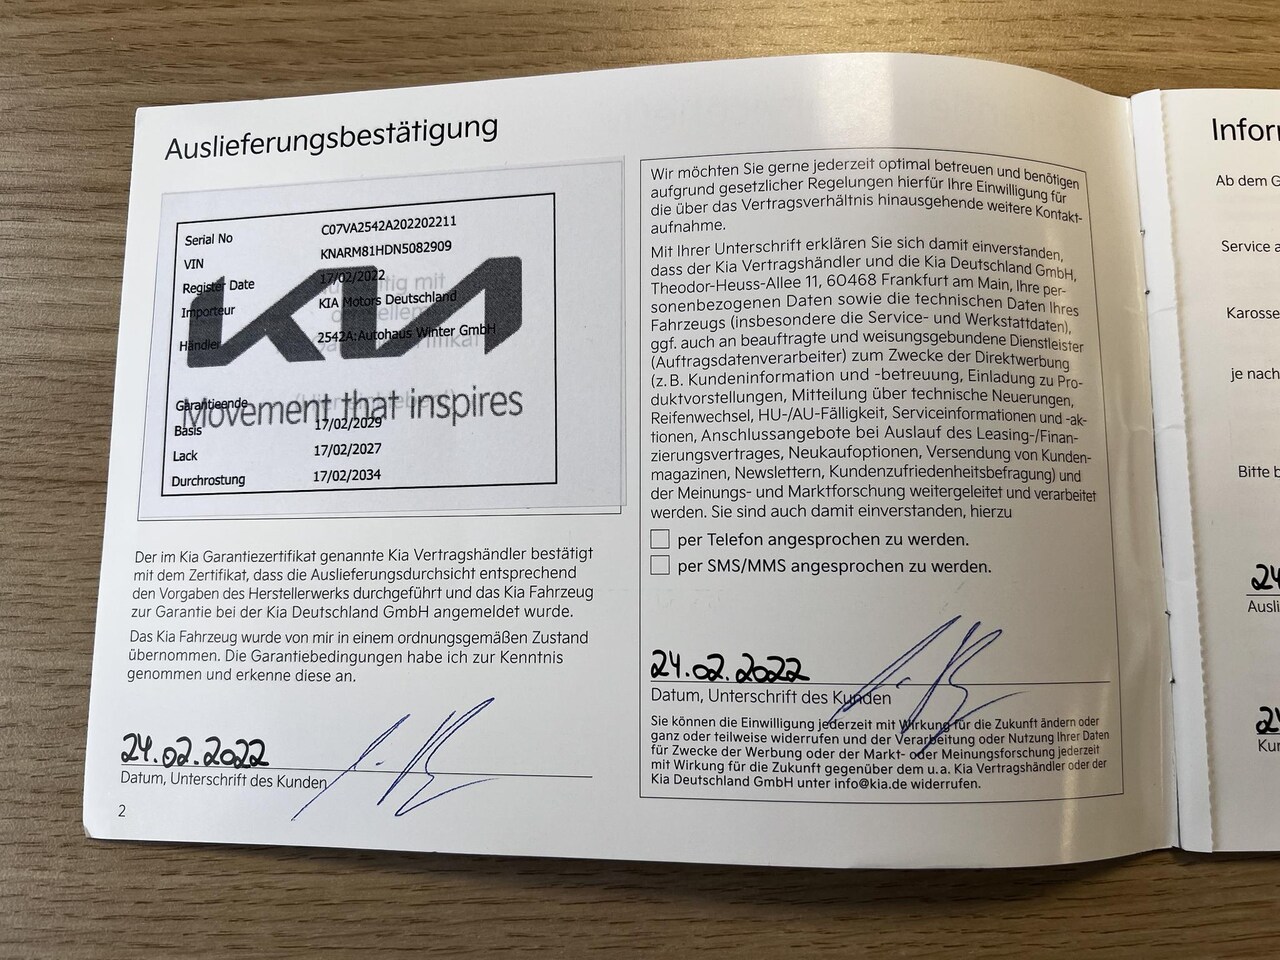 Auslieferungsbestätigung
Serial No C07VA2542A202202211
VIN KNARM81HDN5082909
Register Date 17/02/2022
Importeur KIA Motors Deutschland
Händler 2542A:Autohaus Winter GmbH
KIA
Movement that inspires
Garantieende
Basis 17/02/2029
Lack 17/02/2027
Durchrostung 17/02/2034
Der im Kia Garantiezertifikat genannte Kia Vertragshändler bestätigt
mit dem Zertifikat, dass die Auslieferungsdurchsicht entsprechend
den Vorgaben des Herstellerwerks durchgeführt und das Kia Fahrzeug
zur Garantie bei der Kia Deutschland GmbH angemeldet wurde.
Das Kia Fahrzeug wurde von mir in einem ordnungsgemäßen Zustand
übernommen. Die Garantiebedingungen habe ich zur Kenntnis
genommen und erkenne diese an.
24.02.2022
Datum, Unterschrift des Kunden
2
Wir möchten Sie gerne jederzeit optimal betreuen und benötigen
aufgrund gesetzlicher Regelungen hierfür Ihre Einwilligung für
die über das Vertragsverhältnis hinausgehende weitere Kontakt-
aufnahme.
Mit Ihrer Unterschrift erklären Sie sich damit einverstanden,
dass der Kia Vertragshändler und die Kia Deutschland GmbH,
Theodor-Heuss-Allee 11, 60468 Frankfurt am Main, Ihre per-
sonenbezogenen Daten sowie die technischen Daten Ihres
Fahrzeugs (insbesondere die Service- und Werkstattdaten),
ggf. auch an beauftragte und weisungsgebundene Dienstleister
(Auftragsdatenverarbeiter) zum Zwecke der Direktwerbung
(z. B. Kundeninformation und -betreuung, Einladung zu Pro-
duktvorstellungen, Mitteilung über technische Neuerungen,
Reifenwechsel, HU-/AU-Fälligkeit, Serviceinformationen und -ak-
tionen, Anschlussangebote bei Auslauf des Leasing-/Finan-
zierungsvertrages, Neukaufoptionen, Versendung von Kunden-
magazinen, Newslettern, Kundenzufriedenheitsbefragung) und
der Meinungs- und Marktforschung weitergeleitet und verarbeitet
werden. Sie sind auch damit einverstanden, hierzu
per Telefon angesprochen zu werden.
per SMS/MMS angesprochen zu werden.
24.02.2022
Datum, Unterschrift des Kunden
Sie können die Einwilligung jederzeit mit Wirkung für die Zukunft ändern oder
ganz oder teilweise widerrufen und der Verarbeitung oder Nutzung Ihrer Daten
für Zwecke der Werbung oder der Markt- oder Meinungsforschung jederzeit
mit Wirkung für die Zukunft gegenüber dem u. a. Kia Vertragshändler oder der
Kia Deutschland GmbH unter info@kia.de widerrufen.
Ab dem
Service
je nach
Bitte